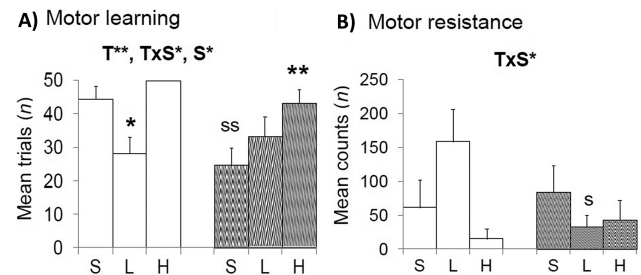 A) Motor learning
T**, TxS*, S*
Mean trials (n)
50
40
30
20
10
0
*
ss
**
S L H S L H
B) Motor resistance
TxS*
Mean counts (n)
250
200
150
100
50
0
s
S L H S L H